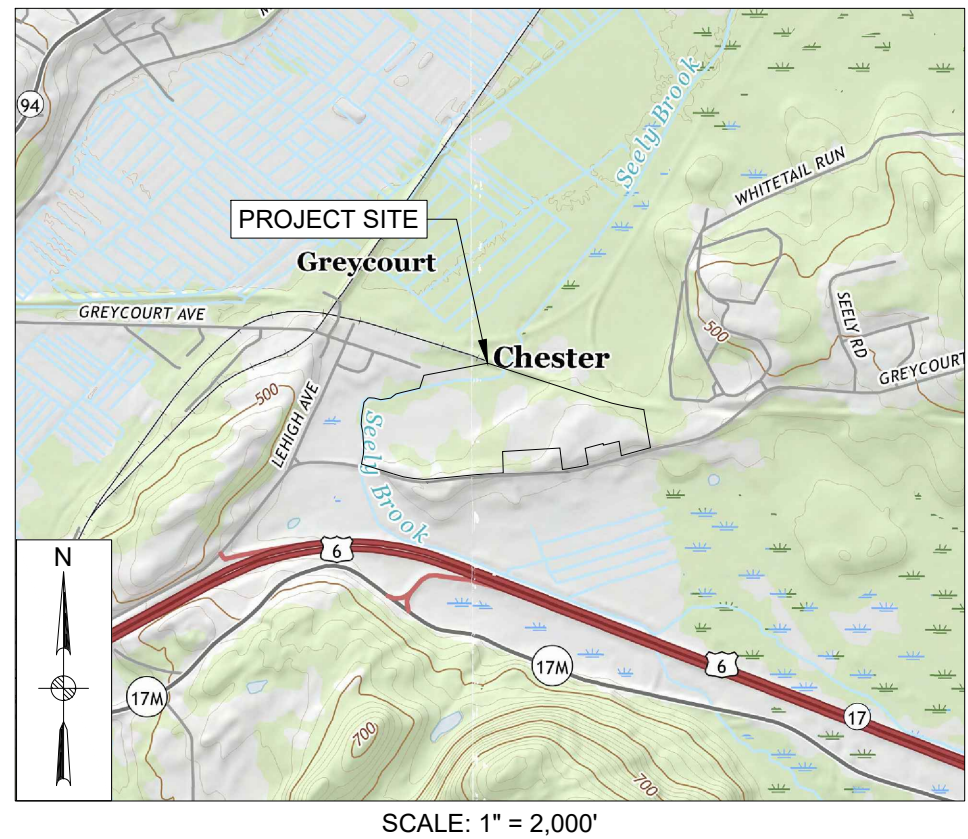 94
Seely Brook
WHITETAIL RUN
PROJECT SITE
Greycourt
GREYCOURT AVE
500
SEELY RD
Chester
GREYCOURT
500
LEHIGH AVE
Seely Brook
N
6
17M
17M
6
17
700
700
SCALE: 1" = 2,000'